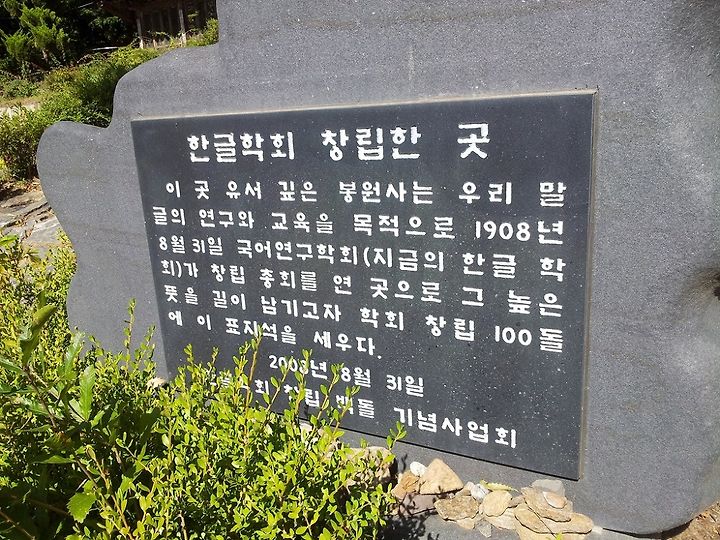 한글학회 창립한 곳
이 곳 유서 깊은 봉원사는 우리 말
글의 연구와 교육을 목적으로 1908년
8월 31일 국어연구학회(지금의 한글 학
회)가 창립 총회를 연 곳으로 그 높은
뜻을 길이 남기고자 학회 창립 100돌
에 이 표지석을 세우다.
2008년 8월 31일
창립 백돌 기념사업회